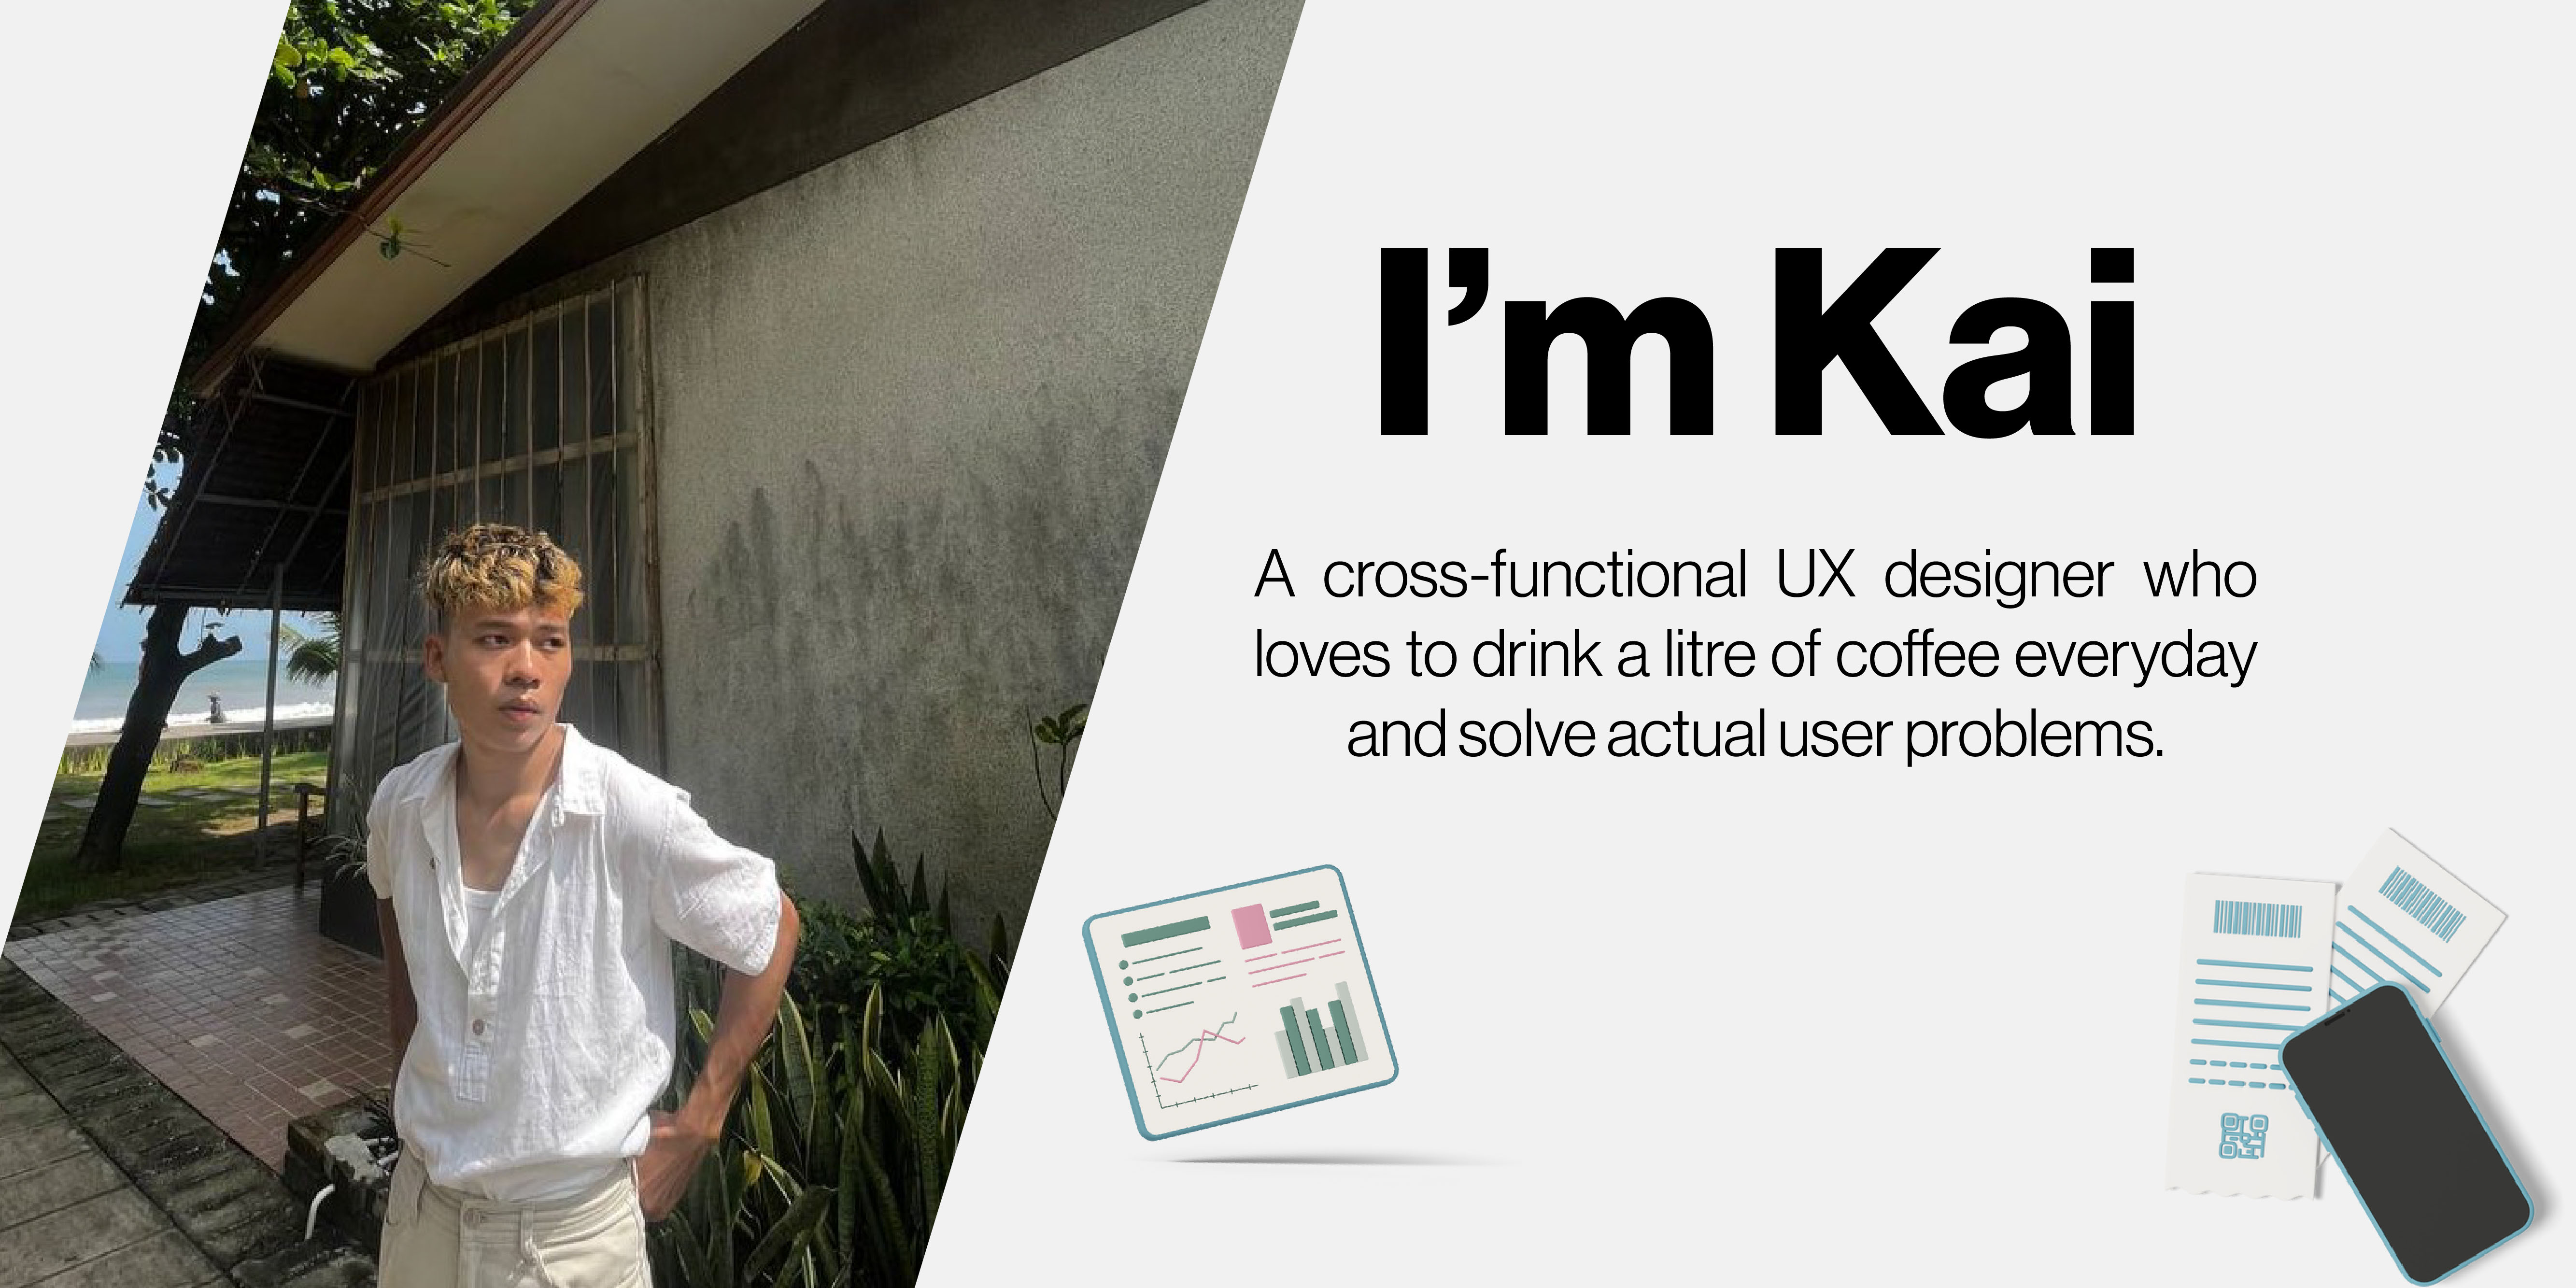 I’m Kai
A cross-functional UX designer who
loves to drink a litre of coffee everyday
and solve actual user problems.